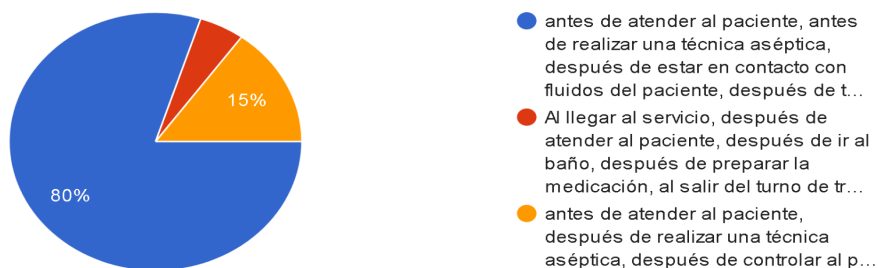 15%
80%
antes de atender al paciente, antes
de realizar una técnica aséptica,
después de estar en contacto con
fluidos del paciente, después de t...
Al llegar al servicio, después de
atender al paciente, después de ir al
baño, después de preparar la
medicación, al salir del turno de tr...
antes de atender al paciente,
después de realizar una técnica
aséptica, después de controlar al p...